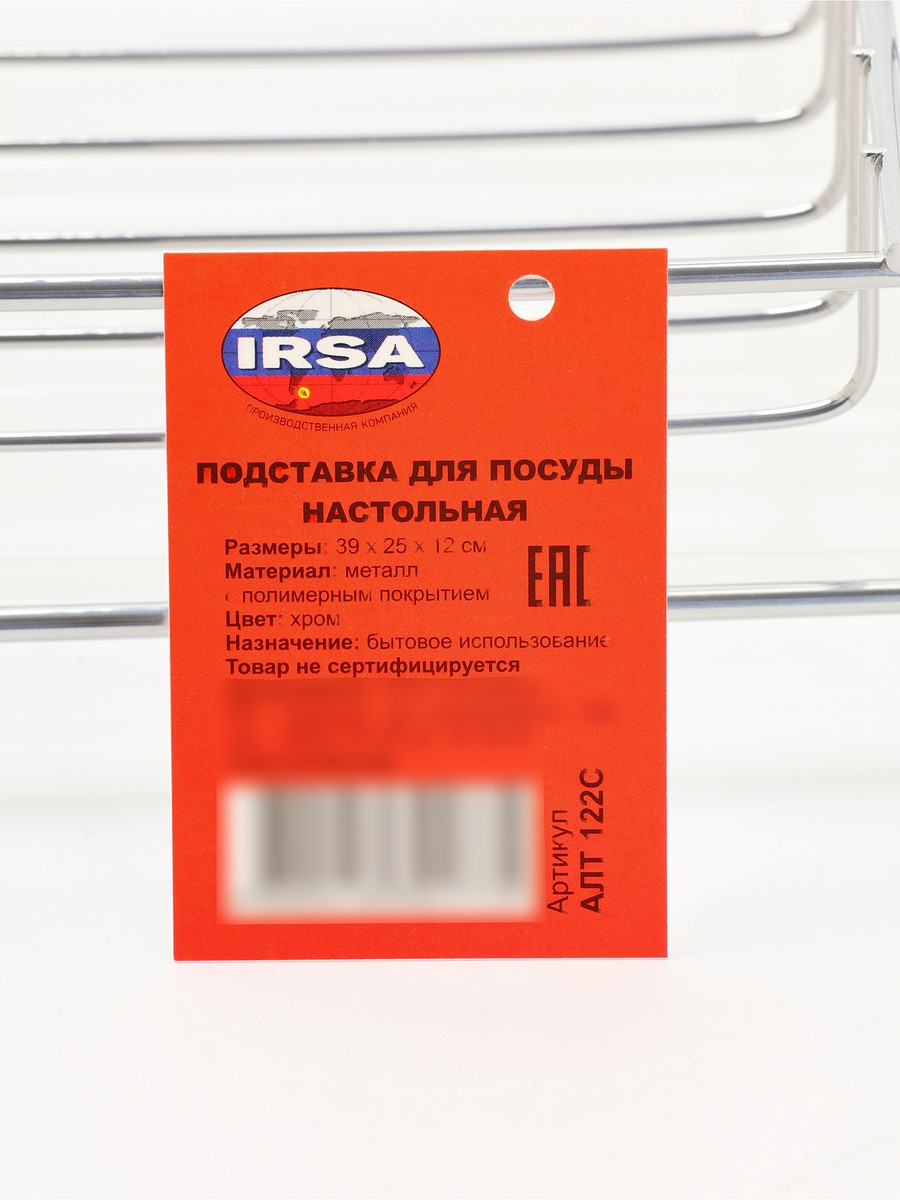 IRSA
ПРОИЗВОДСТВЕННАЯ КОМПАНИЯ
ПОДСТАВКА ДЛЯ ПОСУДЫ
НАСТОЛЬНАЯ
Размеры: 39 х 25 х 12 см
Материал: металл
с полимерным покрытием
Цвет: хром
Назначение: бытовое использование
Товар не сертифицируется
ЕАС
Артикул
АЛТ 122С